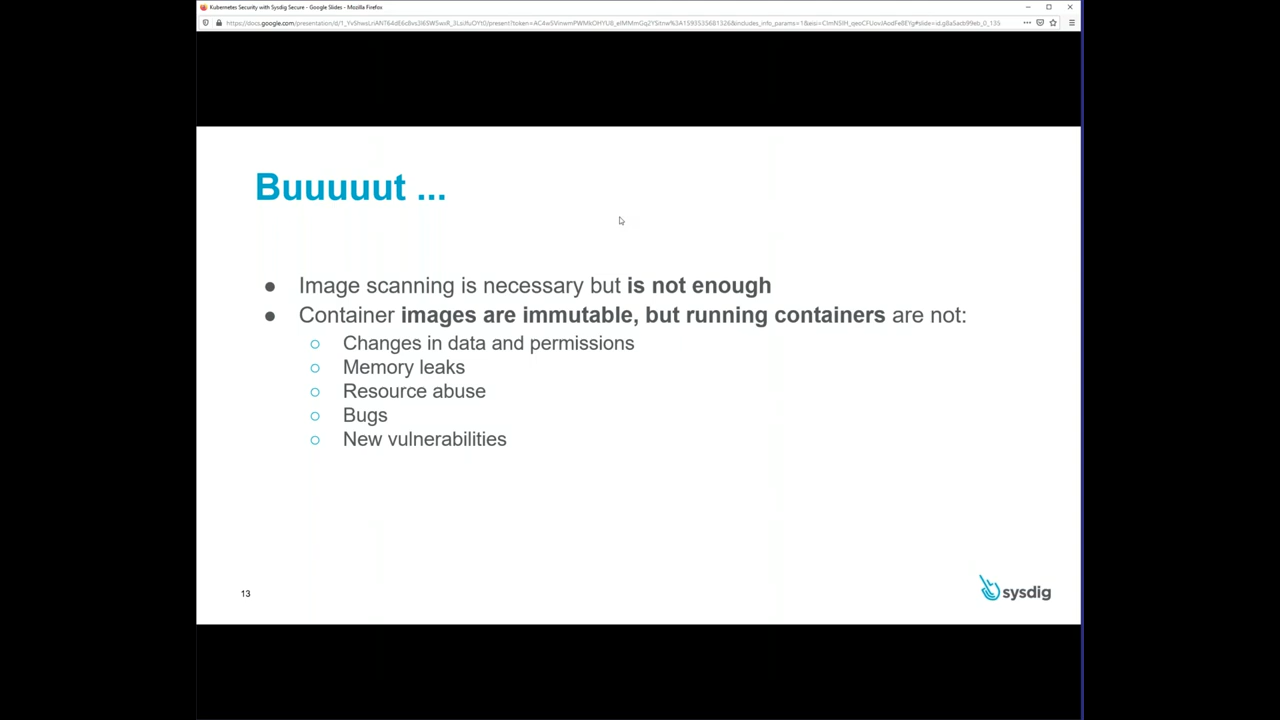 Kubernetes Security with Sysdig Secure - Google Slides - Mozilla Firefox
Buuuuut ...
● Image scanning is necessary but is not enough
● Container images are immutable, but running containers are not:
○ Changes in data and permissions
○ Memory leaks
○ Resource abuse
○ Bugs
○ New vulnerabilities
13
sysdig